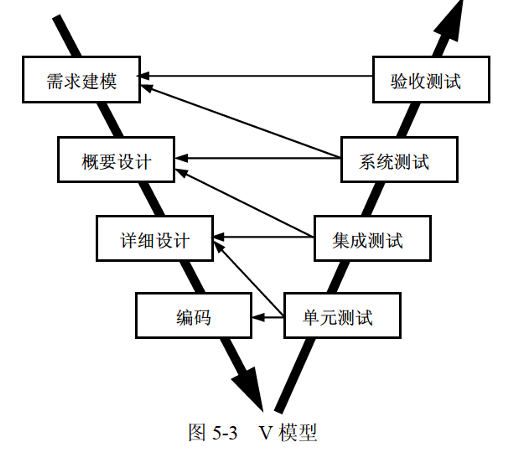 需求建模
验收测试
概要设计
系统测试
详细设计
集成测试
编码
单元测试
图 5-3 V 模型